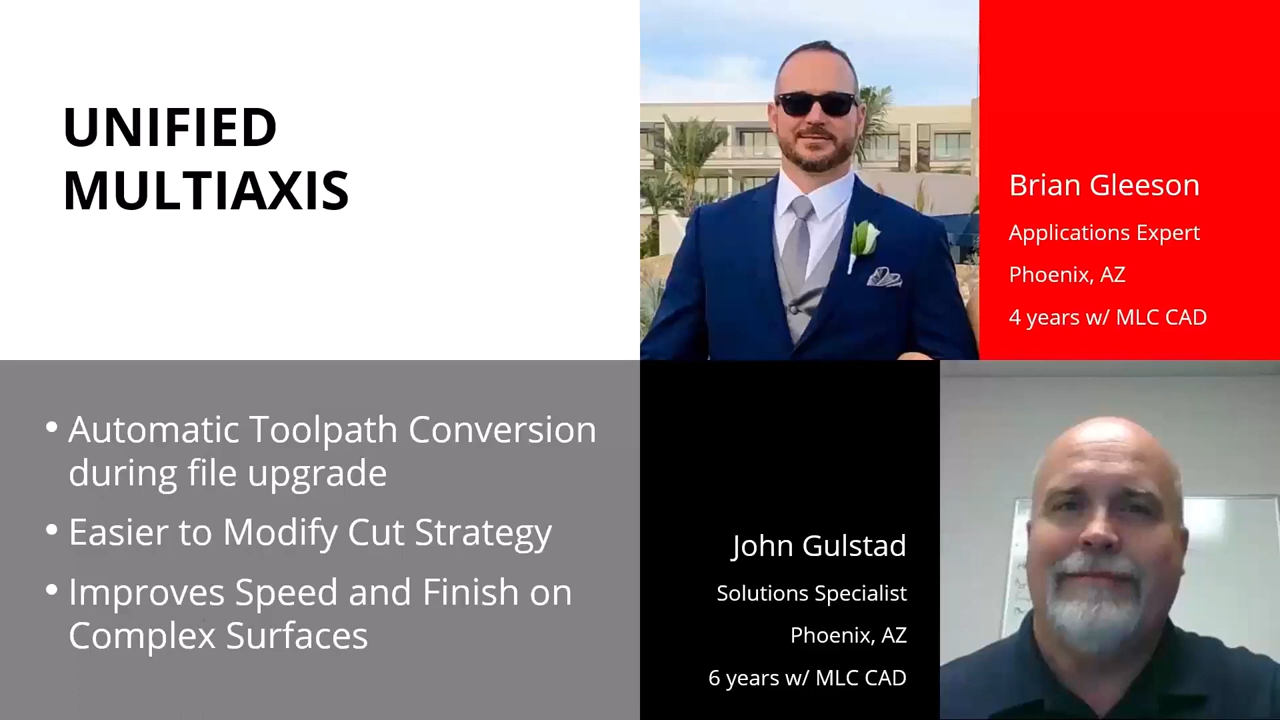 UNIFIED
MULTIAXIS
Brian Gleeson
Applications Expert
Phoenix, AZ
4 years w/ MLC CAD
• Automatic Toolpath Conversion
during file upgrade
• Easier to Modify Cut Strategy
• Improves Speed and Finish on
Complex Surfaces
John Gulstad
Solutions Specialist
Phoenix, AZ
6 years w/ MLC CAD